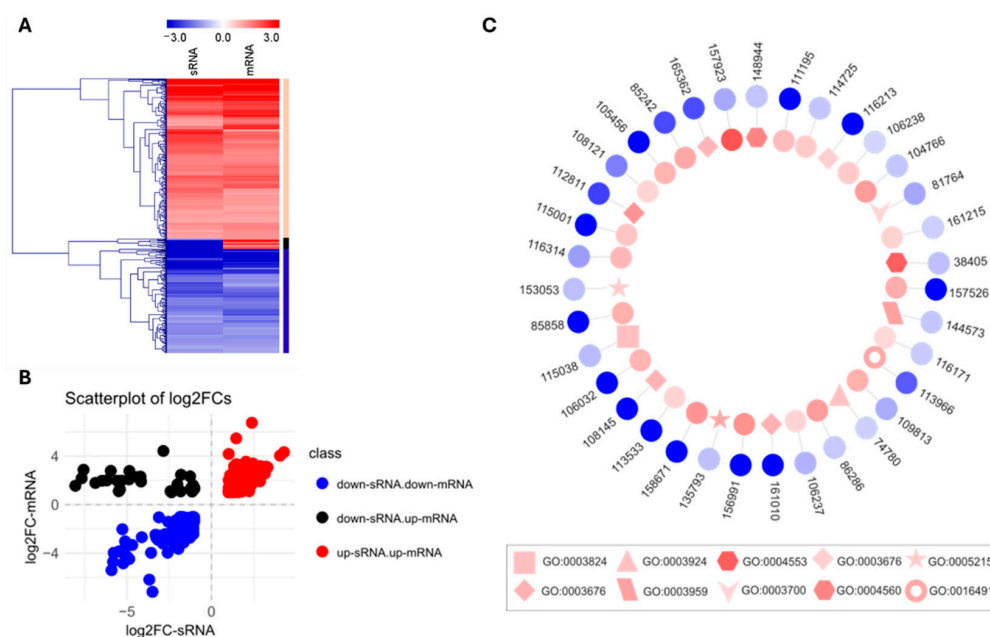 A
−3.0 0.0 3.0
sRNA
mRNA
B
Scatterplot of log2FCs
log2FC-mRNA
4
0
−4
−5 0
log2FC-sRNA
class
down-sRNA.down-mRNA
down-sRNA.up-mRNA
up-sRNA.up-mRNA
C
148944
111195
114725
116213
106238
104766
81764
161215
38405
157526
144573
116171
113966
109813
74780
86286
106237
161010
156991
135793
158671
113533
108145
106032
115038
85858
153053
116314
115001
112811
108121
105456
85242
165362
157923
GO:0003824 GO:0003924 GO:0004553 GO:0003676 GO:0005215
GO:0003676 GO:0003959 GO:0003700 GO:0004560 GO:0016491